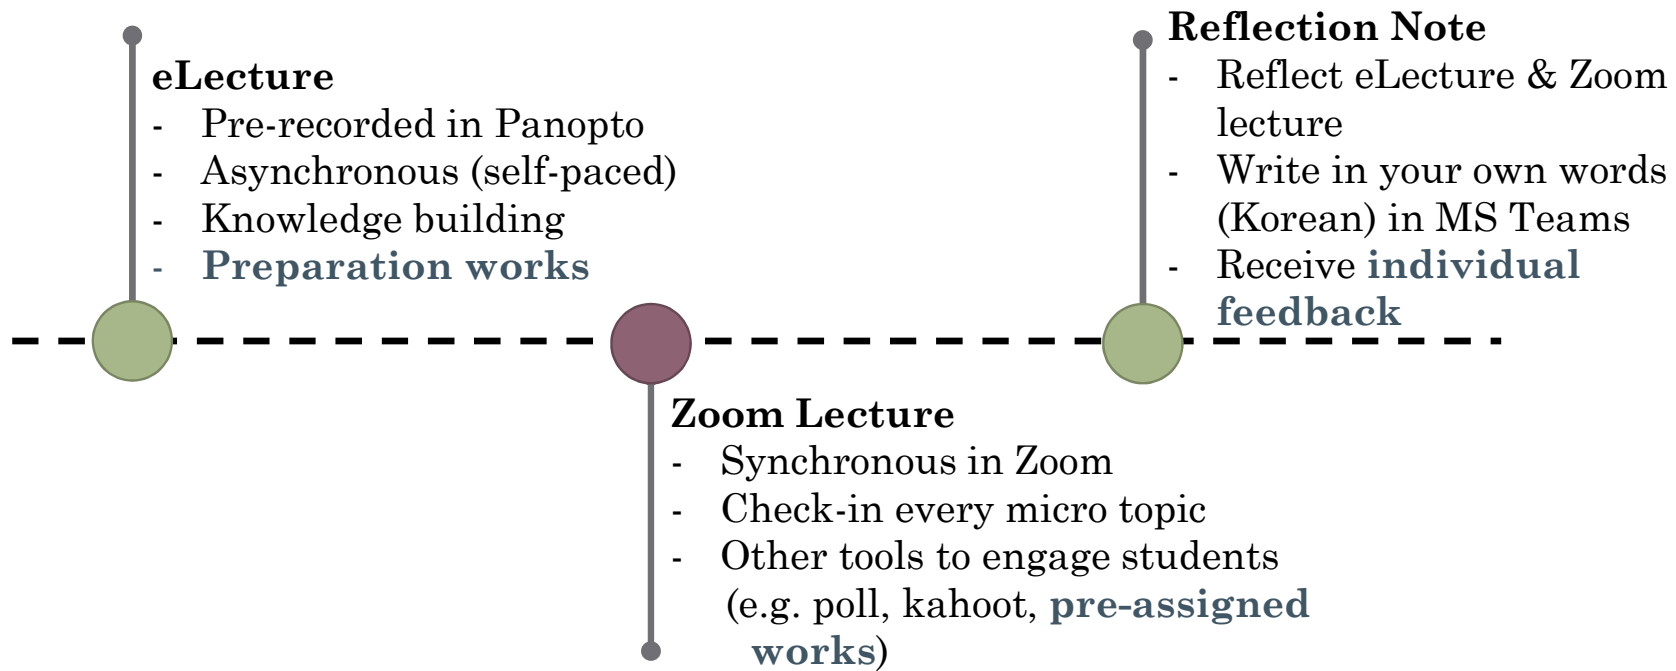 eLecture
- Pre-recorded in Panopto
- Asynchronous (self-paced)
- Knowledge building
- Preparation works
Zoom Lecture
- Synchronous in Zoom
- Check-in every micro topic
- Other tools to engage students
(e.g. poll, kahoot, pre-assigned
works)
Reflection Note
- Reflect eLecture & Zoom
lecture
- Write in your own words
(Korean) in MS Teams
- Receive individual
feedback